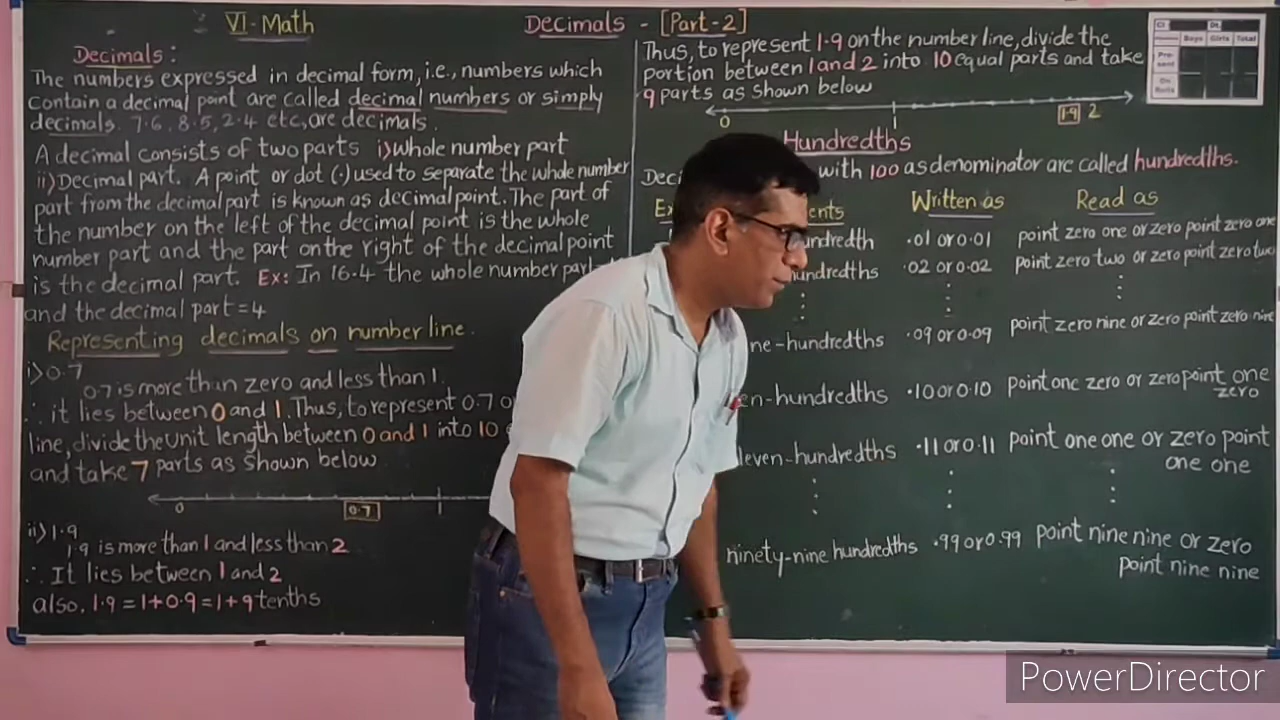 VI-Math
Decimals - [Part-2]
Decimals :
The numbers expressed in decimal form, i.e., numbers which
contain a decimal point are called decimal numbers or simply
decimals. 7.6, 8.5, 2.4 etc, are decimals.
A decimal consists of two parts i) Whole number part
ii) Decimal part. A point or dot (.) used to separate the whole number
part from the decimal part is known as decimal point. The part of
the number on the left of the decimal point is the whole
number part and the part on the right of the decimal point
is the decimal part. Ex: In 16.4 the whole number part
and the decimal part = 4
Representing decimals on number line.
i) 0.7
0.7 is more than zero and less than 1.
∴ it lies between 0 and 1. Thus, to represent 0.7
line, divide the unit length between 0 and 1 into 10
and take 7 parts as shown below
0 0.7 1
ii) 1.9
1.9 is more than 1 and less than 2
∴ It lies between 1 and 2
also, 1.9 = 1+0.9 = 1+9 tenths
Thus, to represent 1.9 on the number line, divide the
portion between 1 and 2 into 10 equal parts and take
9 parts as shown below
0 1 1.9 2
Hundredths
with 100 as denominator are called hundredths.
Written as Read as
.01 or 0.01 point zero one or zero point zero one
hundredths .02 or 0.02 point zero two or zero point zero two
.09 or 0.09 point zero nine or zero point zero nine
.10 or 0.10 point one zero or zero point one
zero
.11 or 0.11 point one one or zero point
one one
ninety-nine hundredths .99 or 0.99 point nine nine or zero
point nine nine
Cl: Dt:
Boys Girls Total
Pre-
sent
On
Rolls
PowerDirector